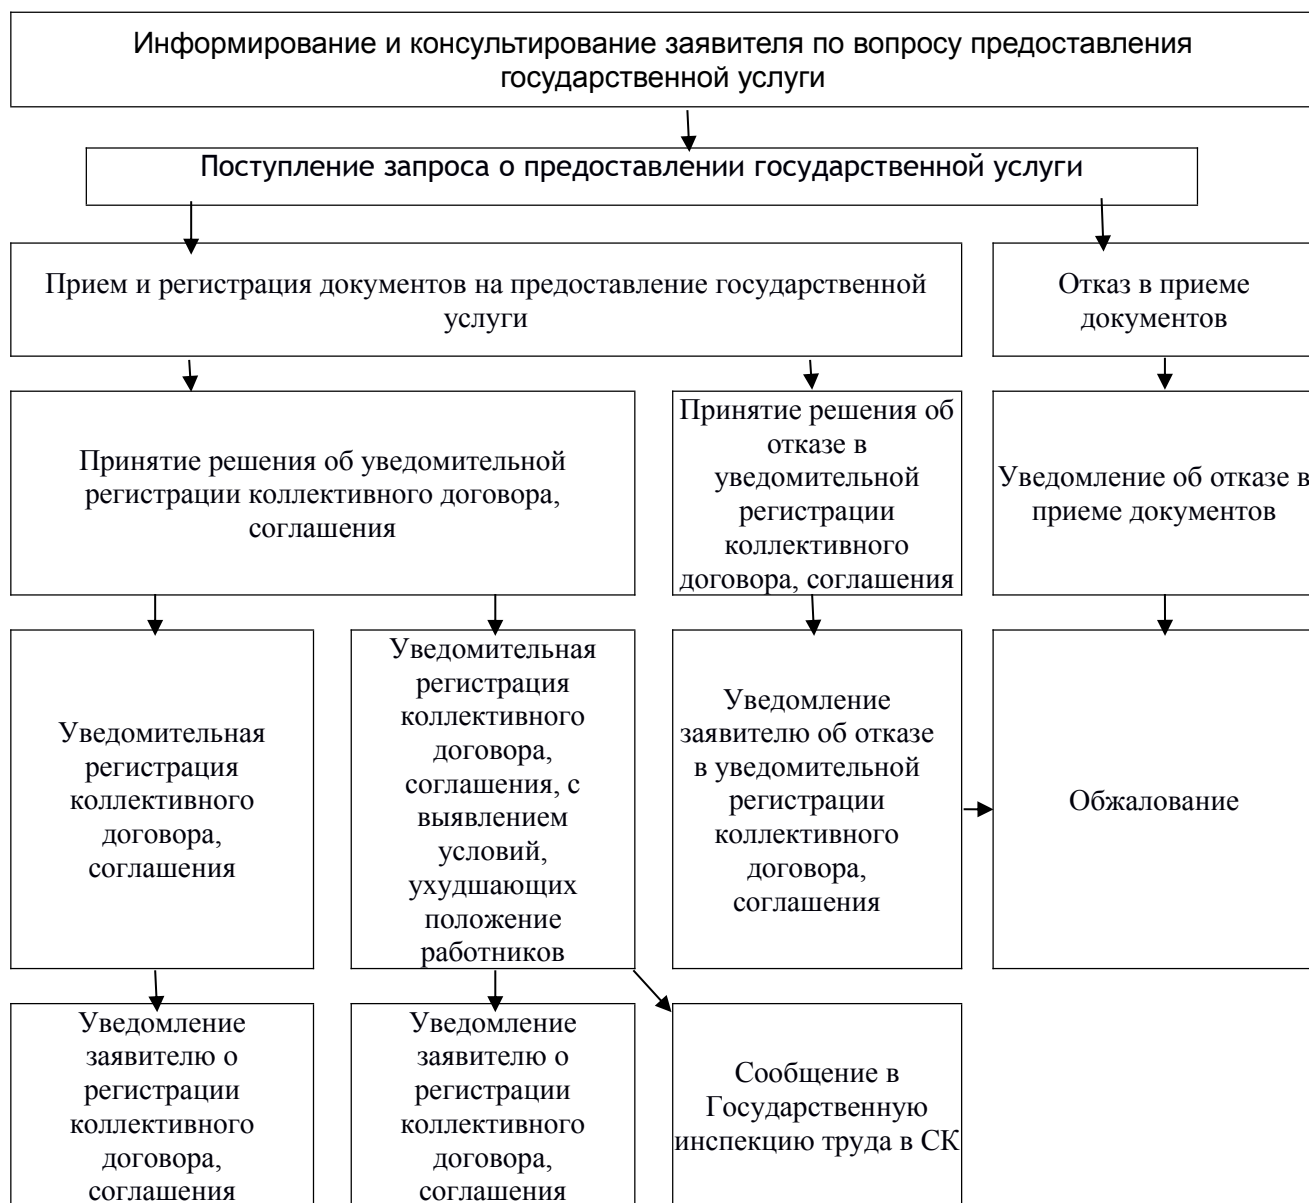 Информирование и консультирование заявителя по вопросу предоставления
государственной услуги
Поступление запроса о предоставлении государственной услуги
Прием и регистрация документов на предоставление государственной
услуги
Отказ в приеме
документов
Принятие решения об уведомительной
регистрации коллективного договора,
соглашения
Принятие решения об
отказе в
уведомительной
регистрации
коллективного
договора, соглашения
Уведомление об отказе в
приеме документов
Уведомительная
регистрация
коллективного
договора,
соглашения
Уведомительная
регистрация
коллективного
договора,
соглашения, с
выявлением
условий,
ухудшающих
положение
работников
Уведомление
заявителю об отказе
в уведомительной
регистрации
коллективного
договора,
соглашения
Обжалование
Уведомление
заявителю о
регистрации
коллективного
договора,
соглашения
Уведомление
заявителю о
регистрации
коллективного
договора,
соглашения
Сообщение в
Государственную
инспекцию труда в СК